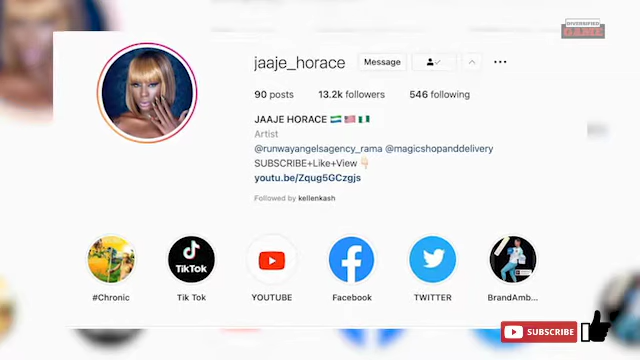 DIVERSIFIED
GAME
jaaje_horace Message
90 posts 13.2k followers 546 following
JAAJE HORACE 🇸🇱 🇺🇸 🇳🇬
Artist
@runwayangelsagency_rama @magicshopanddelivery
SUBSCRIBE+Like+View👇🏻
youtu.be/Zqug5GCzgjs
Followed by kellenkash
TikTok
#Chronic Tik Tok YOUTUBE Facebook TWITTER BrandAmb...
SUBSCRIBE